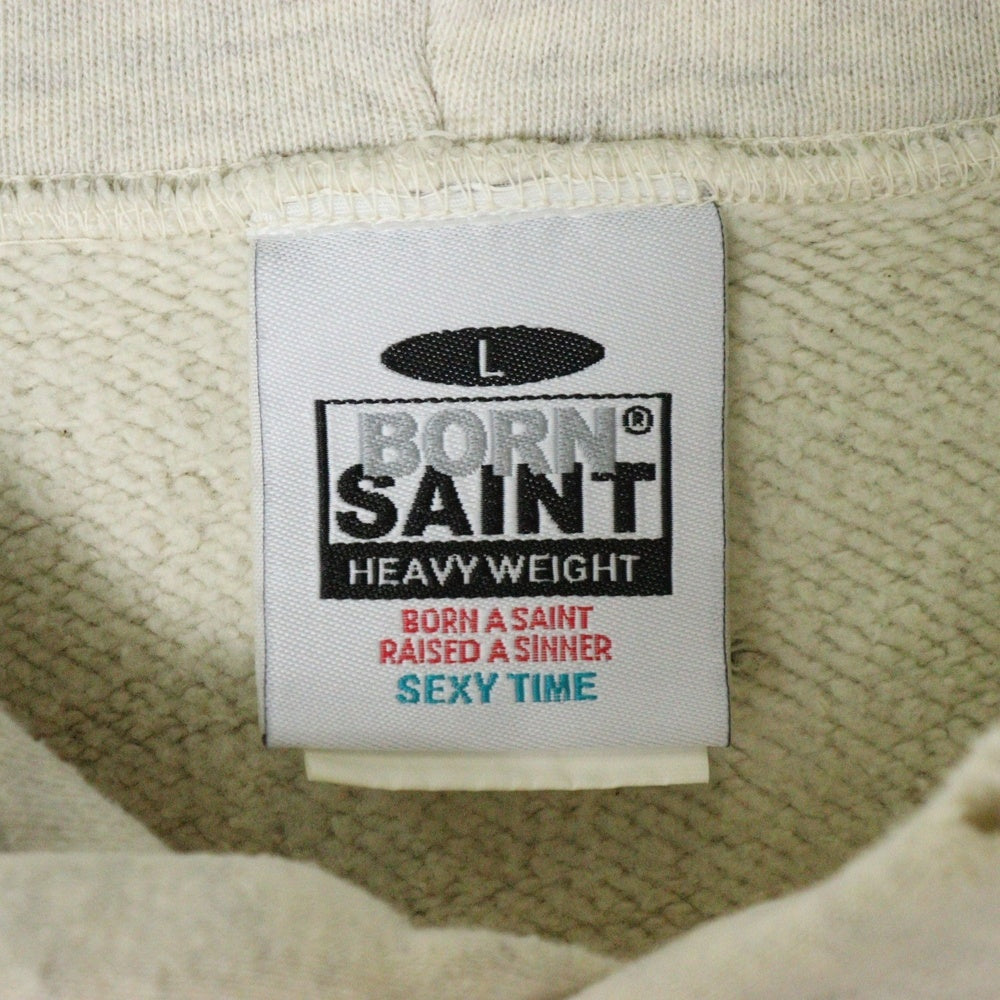 L
BORN®
SAINT
HEAVY WEIGHT
BORN A SAINT
RAISED A SINNER
SEXY TIME